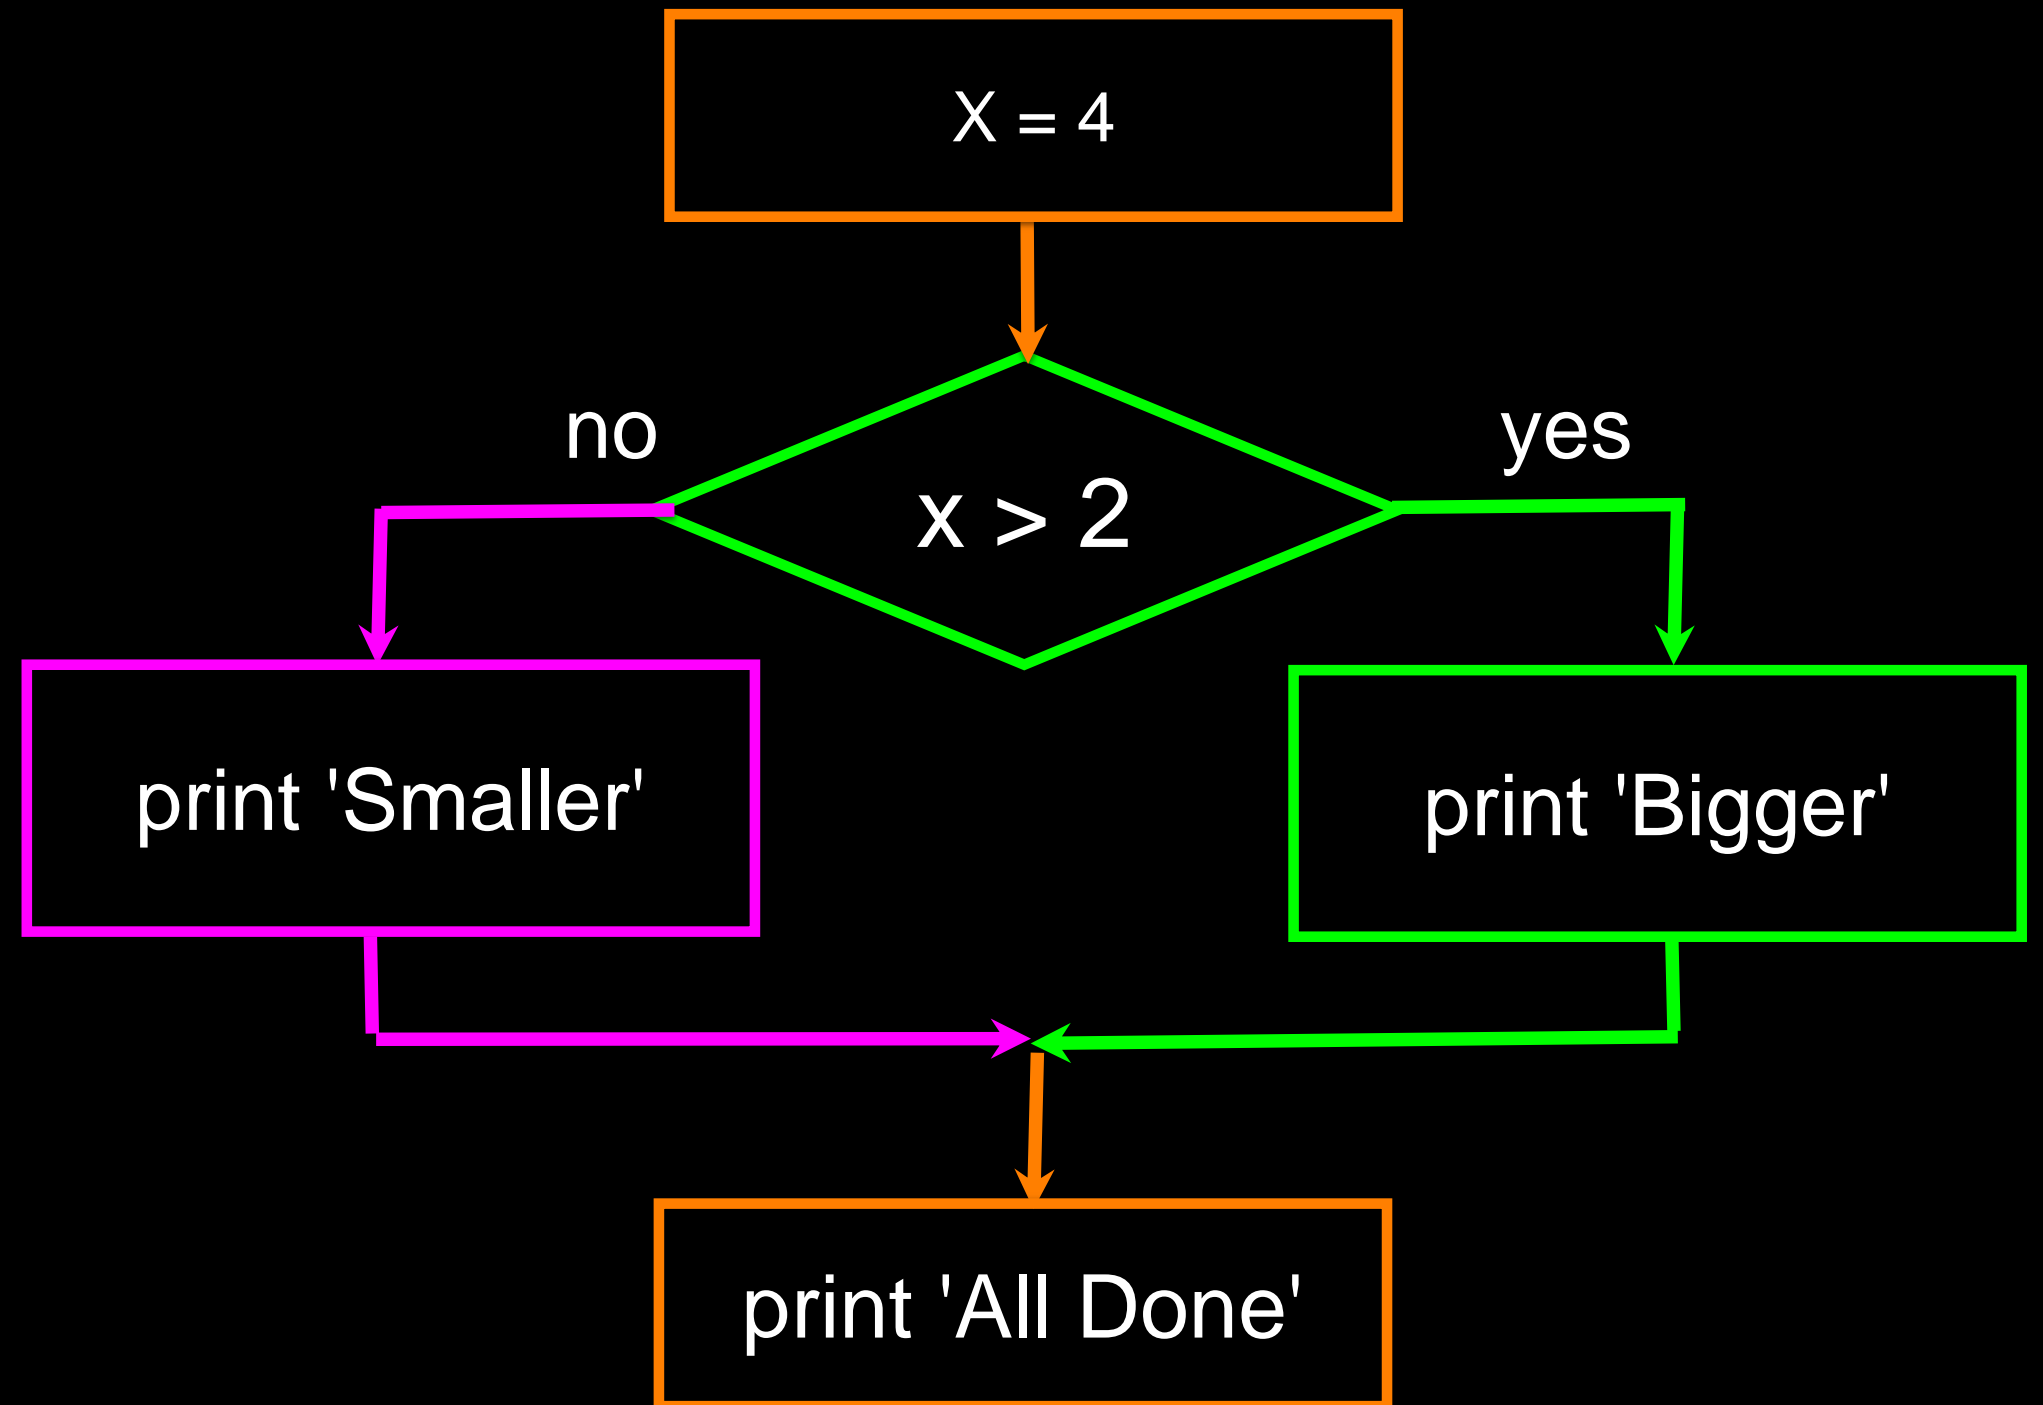 X = 4
no
yes
x > 2
print 'Smaller'
print 'Bigger'
print 'All Done'